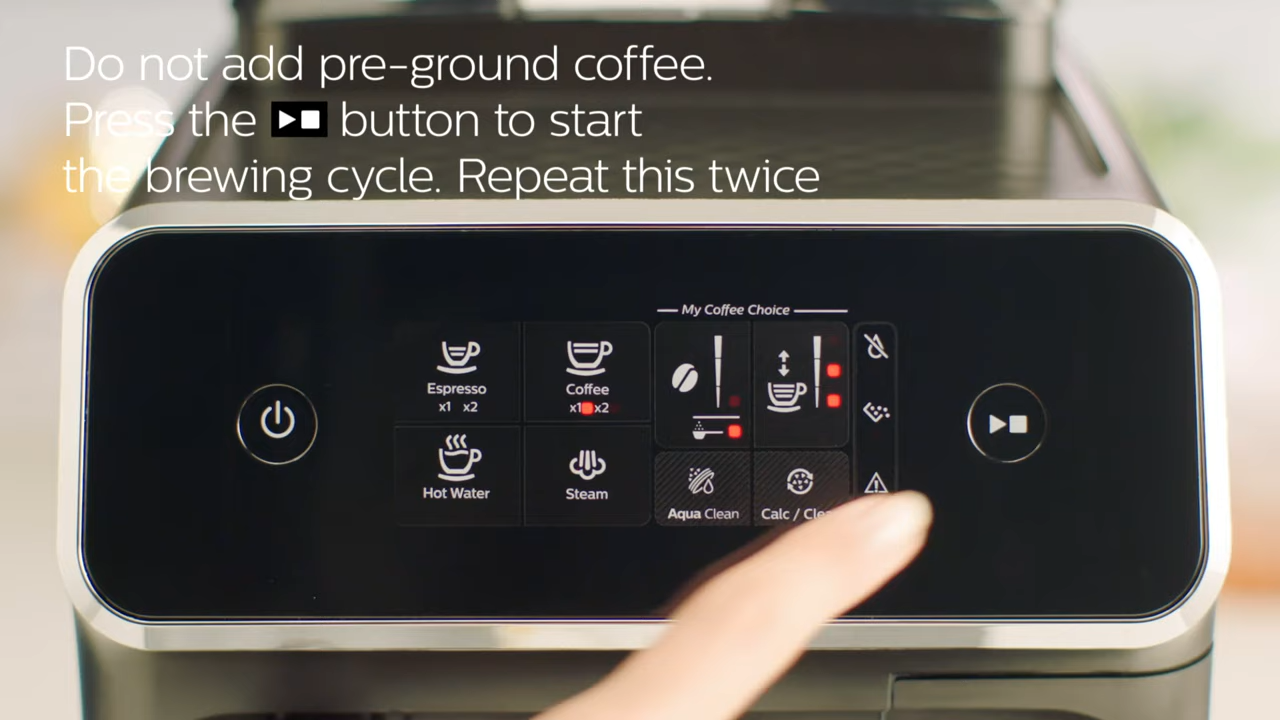 Do not add pre-ground coffee.
Press the button to start
the brewing cycle. Repeat this twice
My Coffee Choice
Espresso
x1 x2
Coffee
x1 x2
Hot Water
Steam
Aqua Clean
Calc / Clea